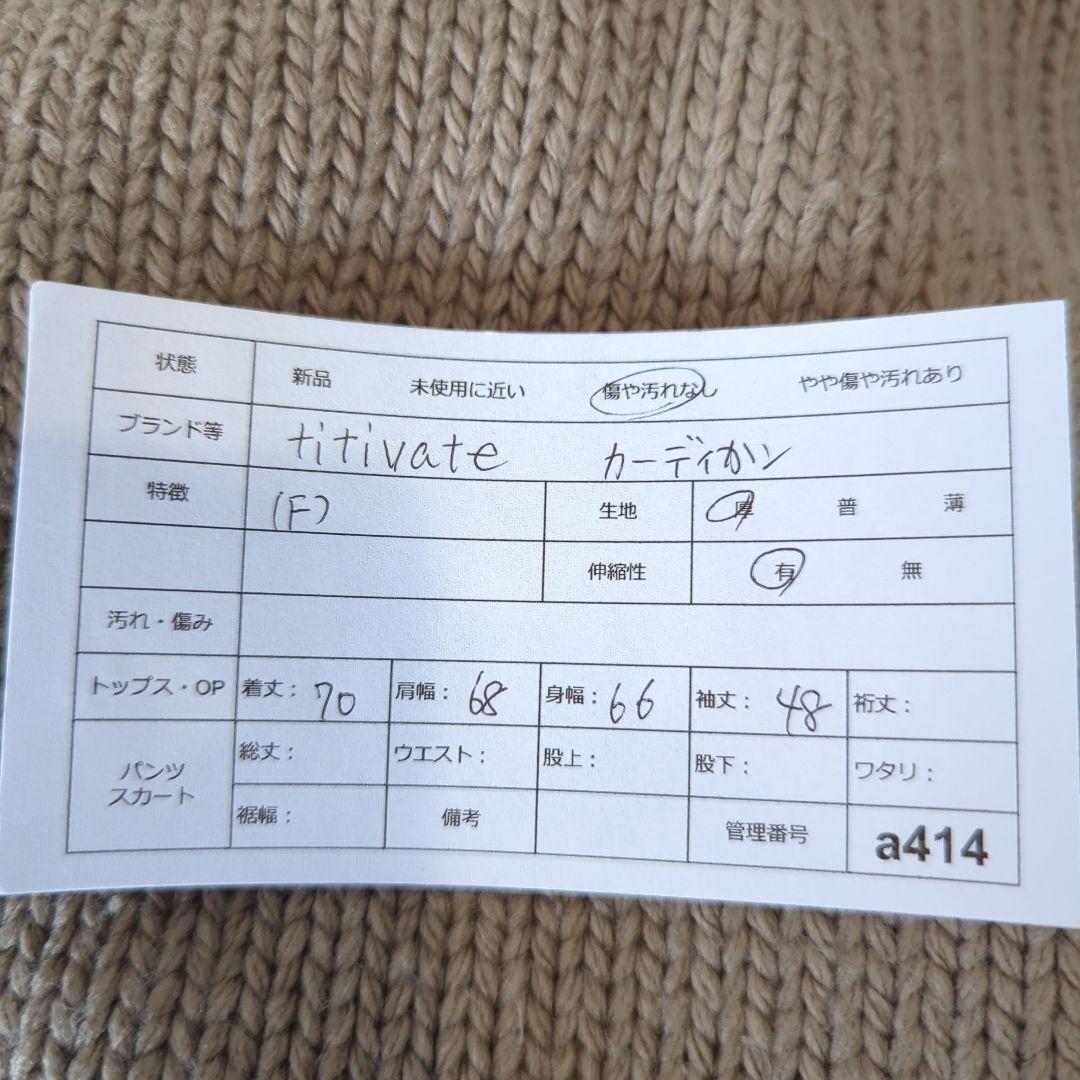 状態 新品 未使用に近い 傷や汚れなし やや傷や汚れあり
ブランド等 titivate カーディガン
特徴 (F) 生地 厚 普 薄
伸縮性 有 無
汚れ・傷み
トップス・OP 着丈： 70 肩幅： 68 身幅： 66 袖丈： 48 裄丈：
パンツ スカート 総丈： ウエスト： 股上： 股下： ワタリ：
裾幅： 備考 管理番号 a414